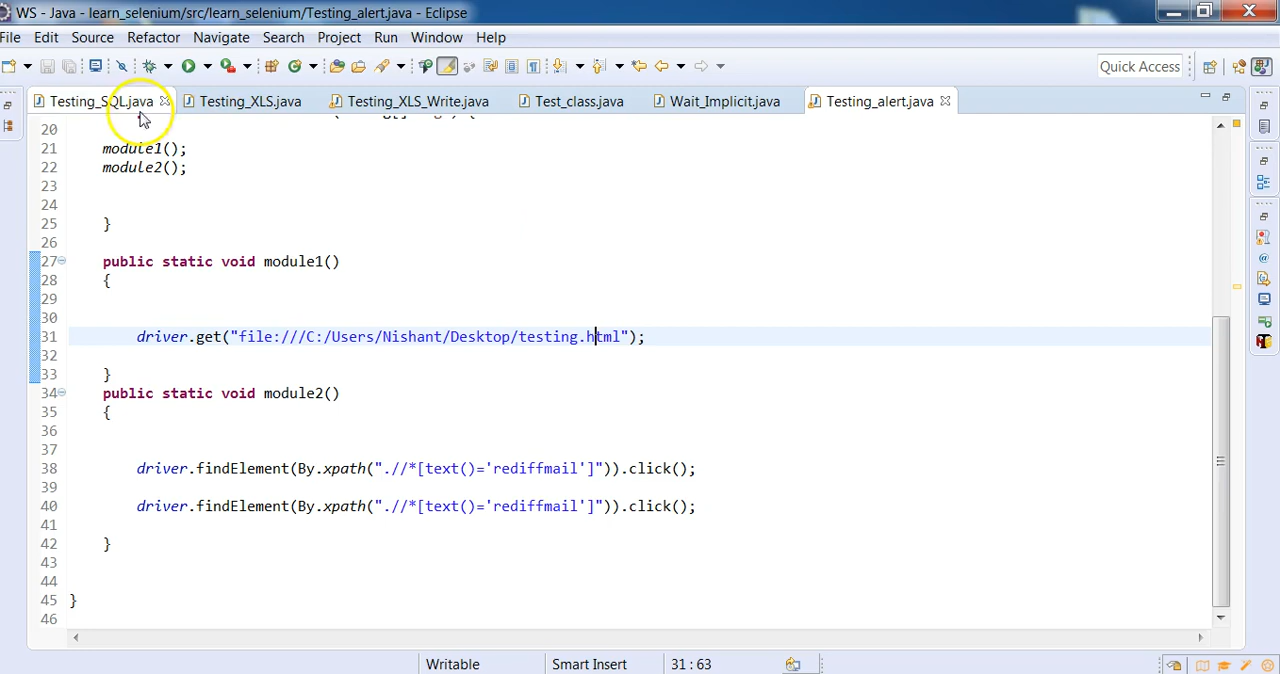 WS - Java - learn_selenium/src/learn_selenium/Testing_alert.java - Eclipse
File Edit Source Refactor Navigate Search Project Run Window Help
Quick Access
Testing_SQL.java Testing_XLS.java Testing_XLS_Write.java Test_class.java Wait_Implicit.java Testing_alert.java
20
21 module1();
22 module2();
23
24
25 }
26
27 public static void module1()
28 {
29
30
31 driver.get("file:///C:/Users/Nishant/Desktop/testing.html");
32
33 }
34 public static void module2()
35 {
36
37
38 driver.findElement(By.xpath(".//*[text()='rediffmail']")).click();
39
40 driver.findElement(By.xpath(".//*[text()='rediffmail']")).click();
41
42 }
43
44
45 }
46
Writable Smart Insert 31 : 63